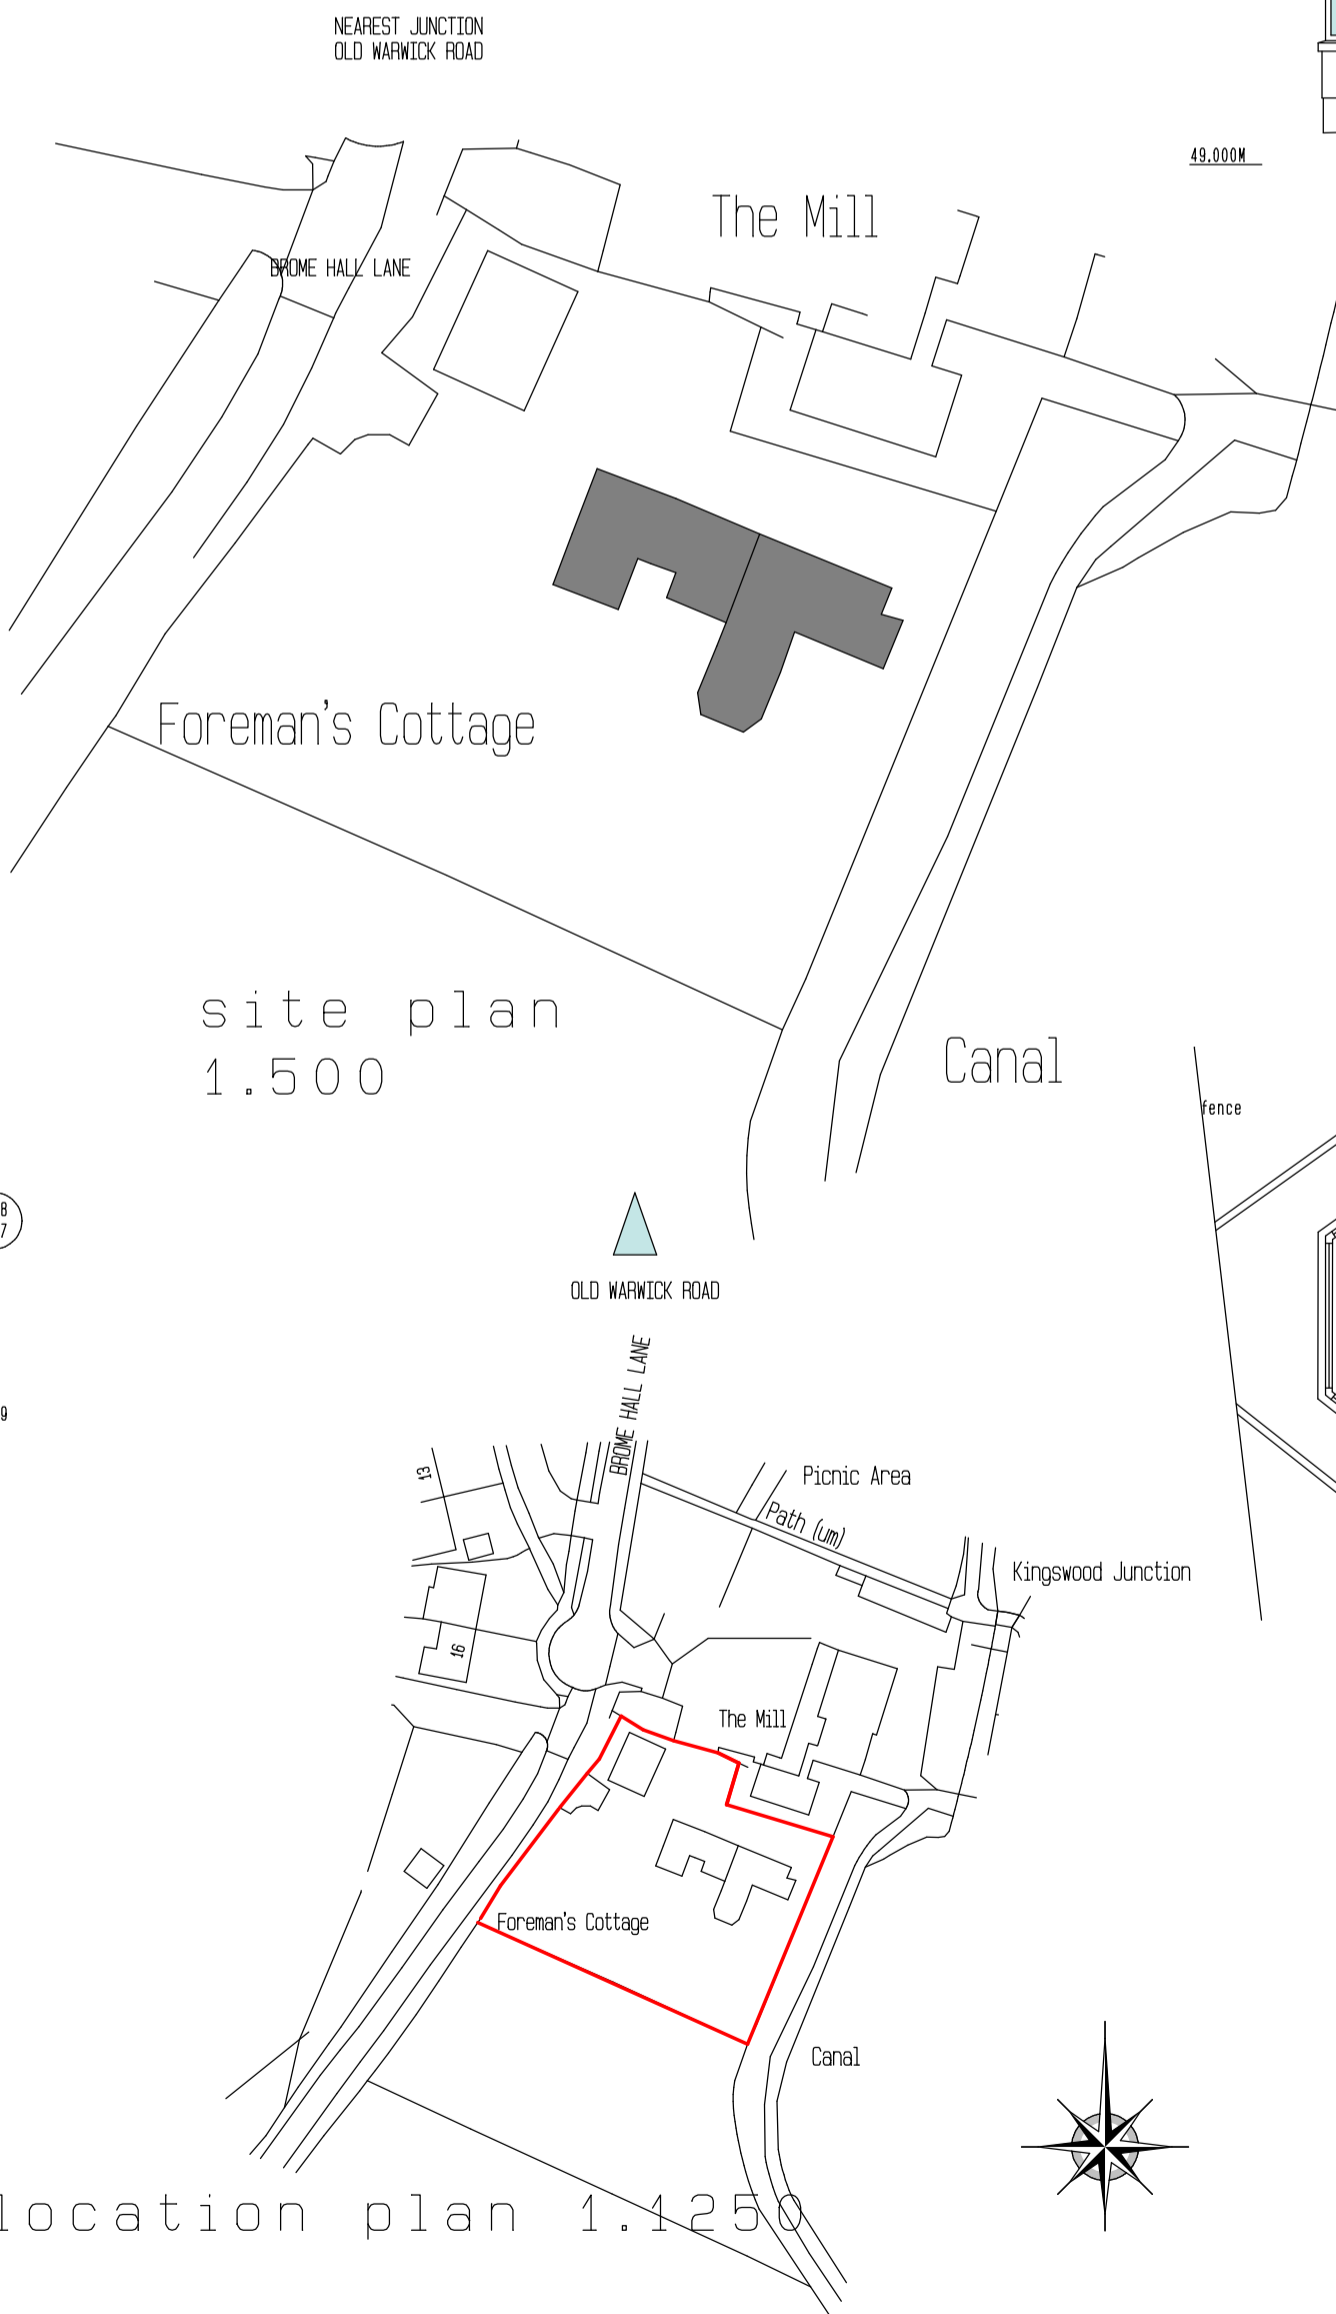 NEAREST JUNCTION
OLD WARWICK ROAD
49.000M
The Mill
BROME HALL LANE
Foreman's Cottage
site plan
1.500
Canal
fence
B
7
OLD WARWICK ROAD
BROME HALL LANE
9
13
Picnic Area
Path (um)
Kingswood Junction
16
The Mill
Foreman's Cottage
Canal
location plan 1.1250